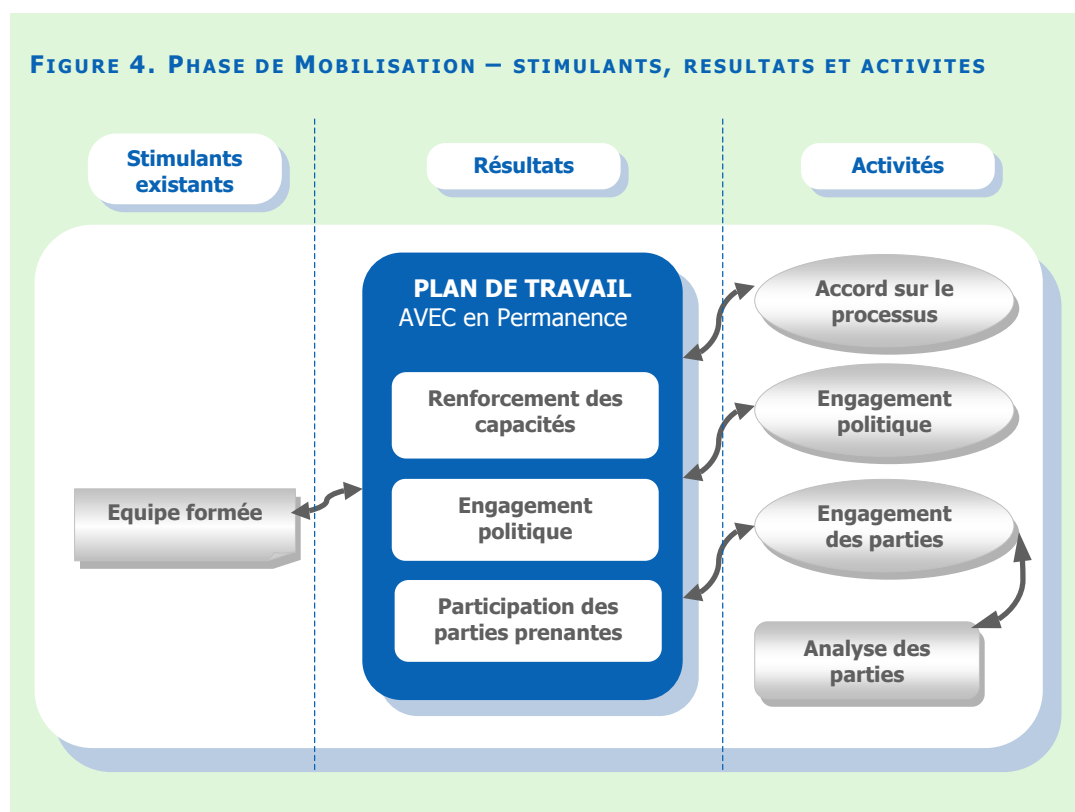 FIGURE 4. PHASE DE MOBILISATION – STIMULANTS, RESULTATS ET ACTIVITES
Stimulants
existants
Résultats
Activités
PLAN DE TRAVAIL
AVEC en Permanence
Renforcement des
capacités
Engagement
politique
Participation des
parties prenantes
Equipe formée
Accord sur le
processus
Engagement
politique
Engagement
des parties
Analyse des
parties